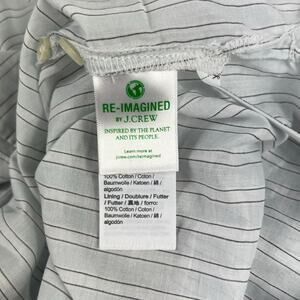 RE-IMAGINED
BY J.CREW
INSPIRED BY THE PLANET
AND ITS PEOPLE.
Learn more at
jcrew.com/reimagined
100% Cotton / Coton /
Baumwolle / Katoen / 綿 /
algodón
Lining / Doublure / Futter /
Futter / 裏地 / forro:
100% Cotton / Coton /
Baumwolle / Katoen / 綿 /
algodón